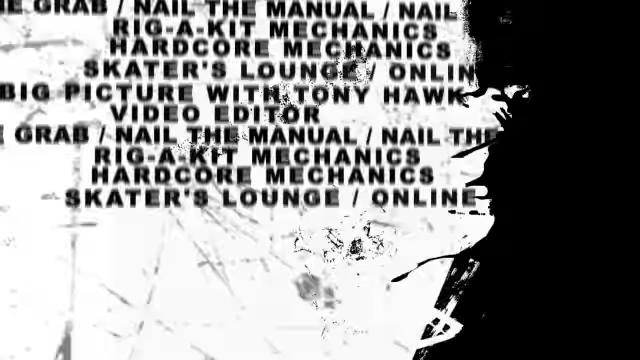 THE GRAB / NAIL THE MANUAL / NAIL
RIG-A-KIT MECHANICS
HARDCORE MECHANICS
SKATER'S LOUNGE / ONLIN
BIG PICTURE WITH TONY HAWK
VIDEO EDITOR
E GRAB / NAIL THE MANUAL / NAIL THE
RIG-A-KIT MECHANICS
HARDCORE MECHANICS
SKATER'S LOUNGE / ONLINE